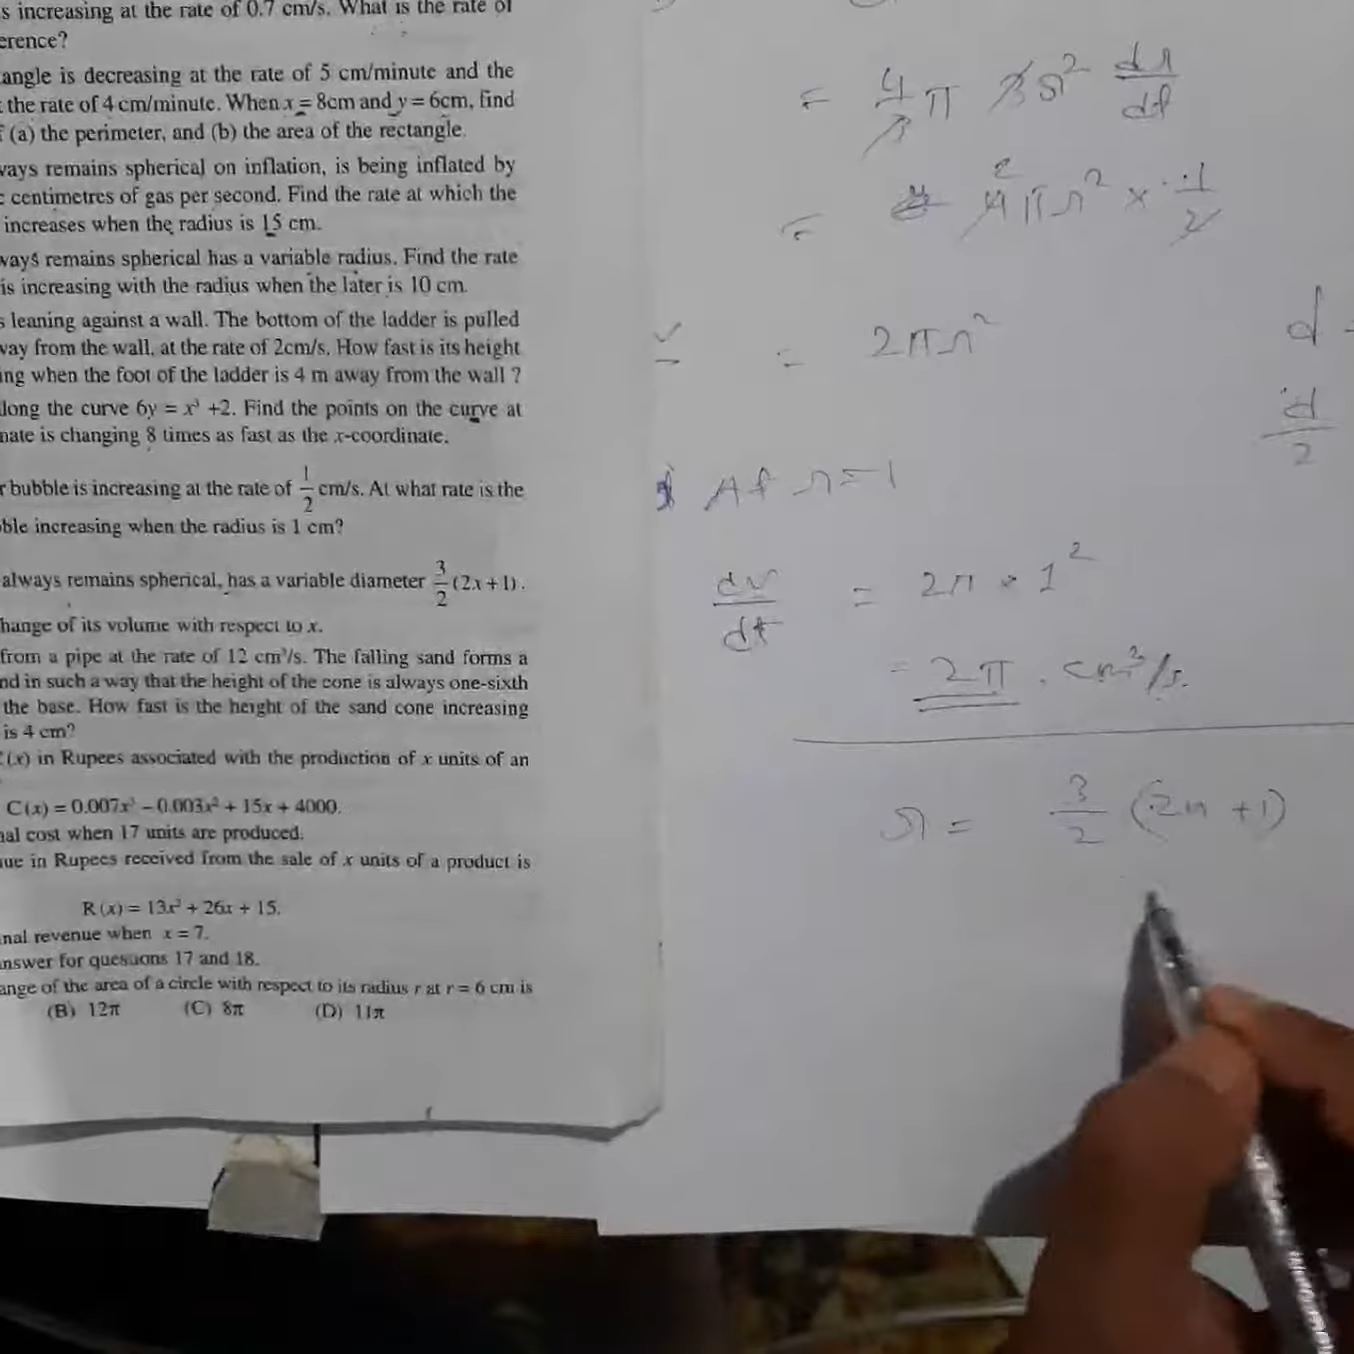 s increasing at the rate of 0.7 cm/s. What is the rate of
erence?
angle is decreasing at the rate of 5 cm/minute and the
the rate of 4 cm/minute. When x = 8cm and y = 6cm, find
f (a) the perimeter, and (b) the area of the rectangle.
ways remains spherical on inflation, is being inflated by
c centimetres of gas per second. Find the rate at which the
increases when the radius is 15 cm.
ways remains spherical has a variable radius. Find the rate
is increasing with the radius when the later is 10 cm.
s leaning against a wall. The bottom of the ladder is pulled
way from the wall, at the rate of 2cm/s. How fast is its height
ing when the foot of the ladder is 4 m away from the wall ?
long the curve 6y = x³ +2. Find the points on the curve at
nate is changing 8 times as fast as the x-coordinate.
r bubble is increasing at the rate of 1/2 cm/s. At what rate is the
ble increasing when the radius is 1 cm?
always remains spherical, has a variable diameter 3/2 (2x+1).
hange of its volume with respect to x.
from a pipe at the rate of 12 cm³/s. The falling sand forms a
nd in such a way that the height of the cone is always one-sixth
the base. How fast is the height of the sand cone increasing
is 4 cm?
C(x) in Rupees associated with the production of x units of an
C(x) = 0.007x³ – 0.003x² + 15x + 4000.
nal cost when 17 units are produced.
nue in Rupees received from the sale of x units of a product is
R(x) = 13x² + 26x + 15.
nal revenue when x = 7.
nswer for questions 17 and 18.
ange of the area of a circle with respect to its radius r at r = 6 cm is
(B) 12π (C) 8π (D) 11π
= 4/3 π 3r² dr/dt
= 4πr² × 1/2
= 2πr²
d
d/2
At r=1
dv/dt = 2π × 1²
= 2π . cm³/s.
r = 3/2 (2x +1)